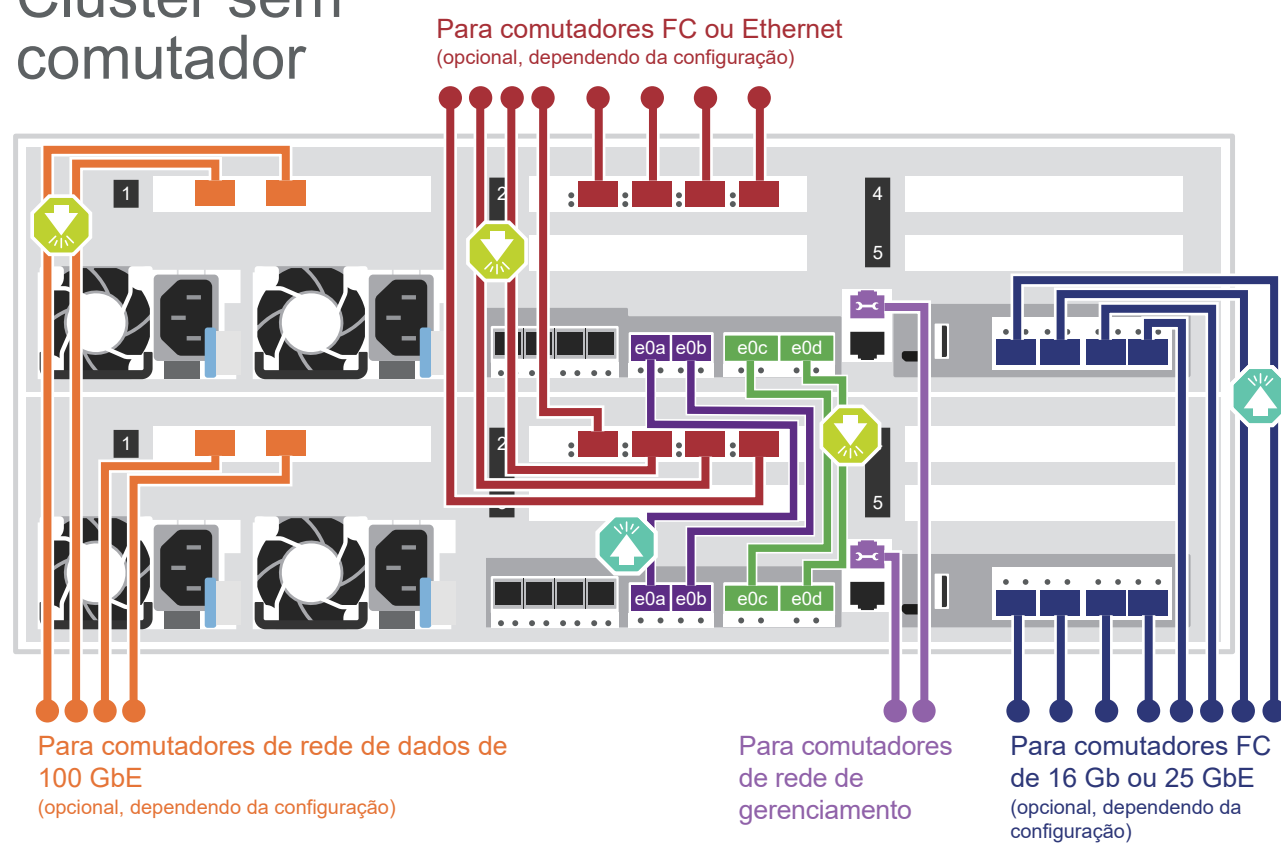 Cluster sem
comutador
Para comutadores FC ou Ethernet
(opcional, dependendo da configuração)
1
2
4
5
e0a e0b e0c e0d
1
2
5
e0a e0b e0c e0d
Para comutadores de rede de dados de
100 GbE
(opcional, dependendo da configuração)
Para comutadores
de rede de
gerenciamento
Para comutadores FC
de 16 Gb ou 25 GbE
(opcional, dependendo da
configuração)